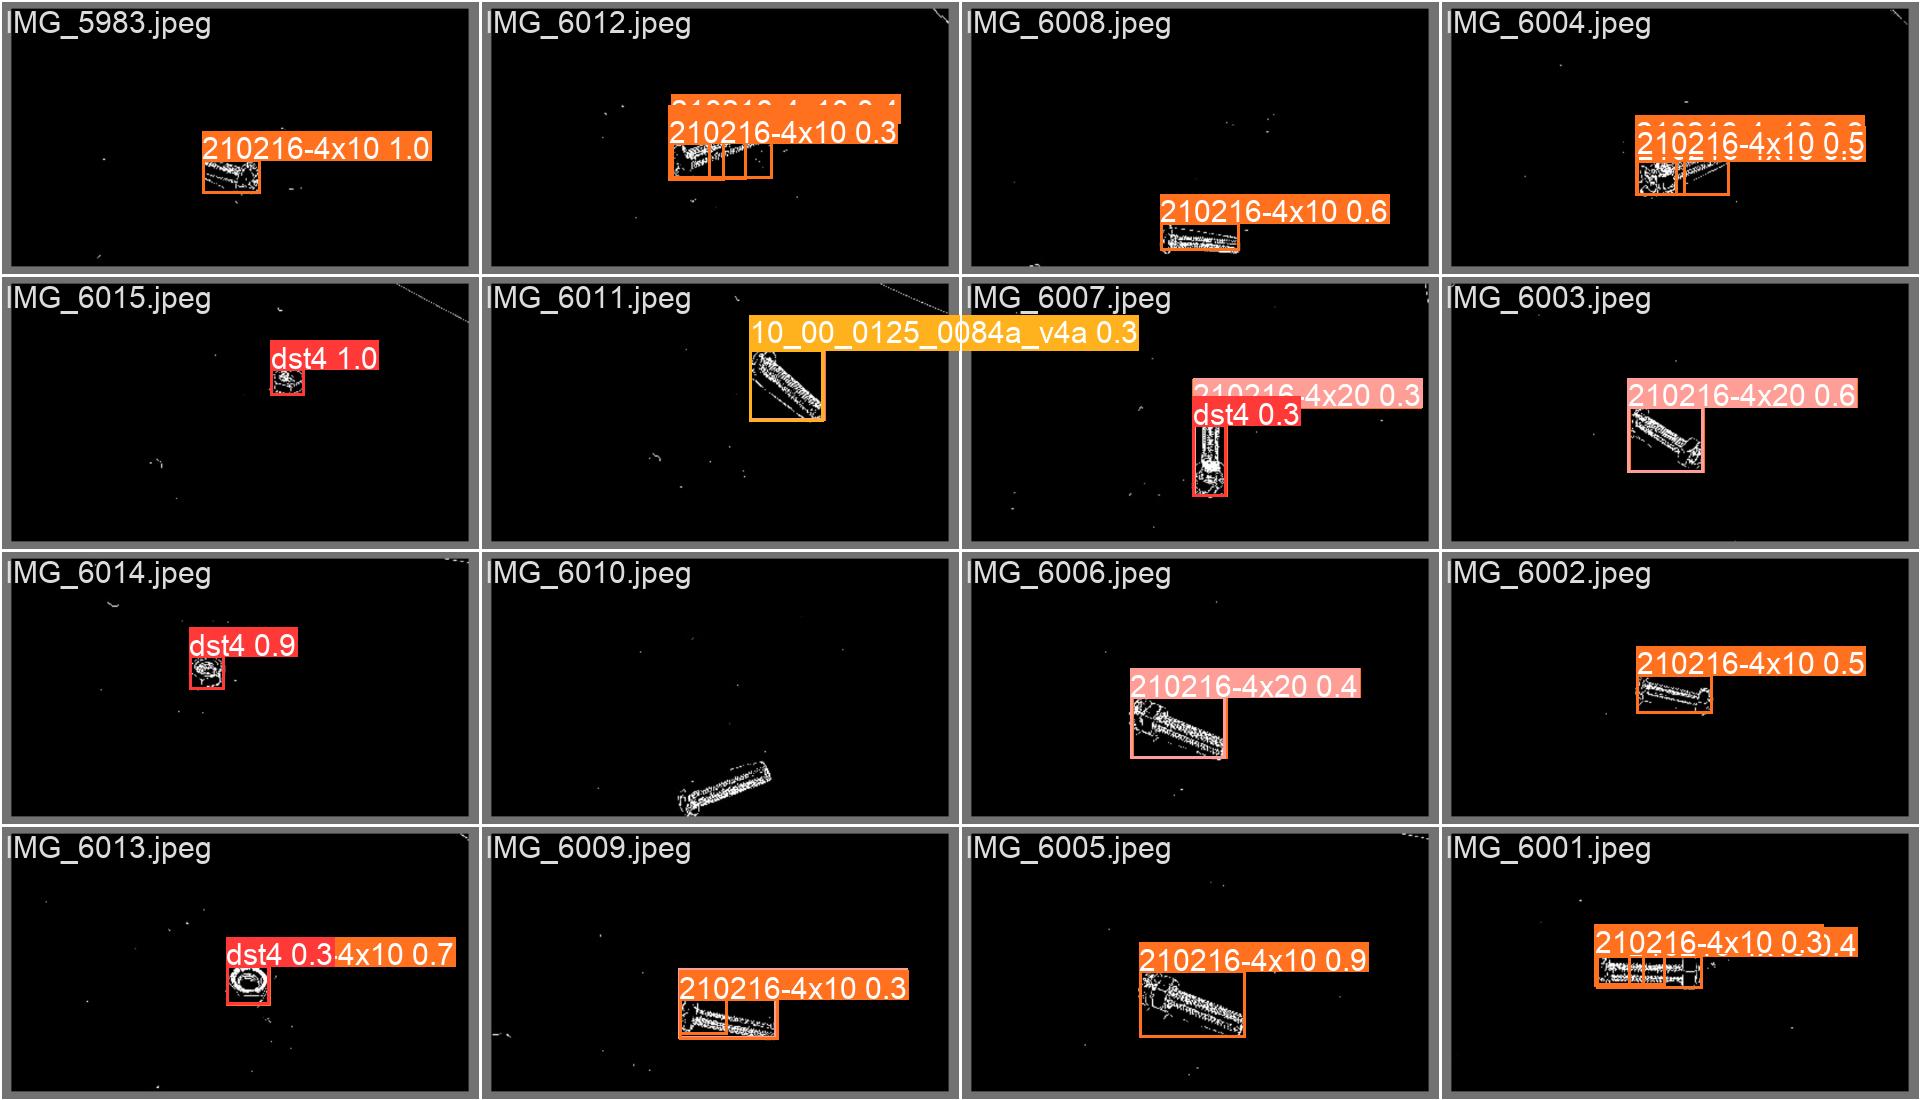 IMG_5983.jpeg
210216-4x10 1.0
IMG_6012.jpeg
210216-4x10 0.3
IMG_6008.jpeg
210216-4x10 0.6
IMG_6004.jpeg
210216-4x10 0.5
IMG_6015.jpeg
dst4 1.0
IMG_6011.jpeg
10_00_0125_0084a_v4a 0.3
IMG_6007.jpeg
210216-4x20 0.3
dst4 0.3
IMG_6003.jpeg
210216-4x20 0.6
IMG_6014.jpeg
dst4 0.9
IMG_6010.jpeg
IMG_6006.jpeg
210216-4x20 0.4
IMG_6002.jpeg
210216-4x10 0.5
IMG_6013.jpeg
dst4 0.3 4x10 0.7
IMG_6009.jpeg
210216-4x10 0.3
IMG_6005.jpeg
210216-4x10 0.9
IMG_6001.jpeg
210216-4x10 0.3